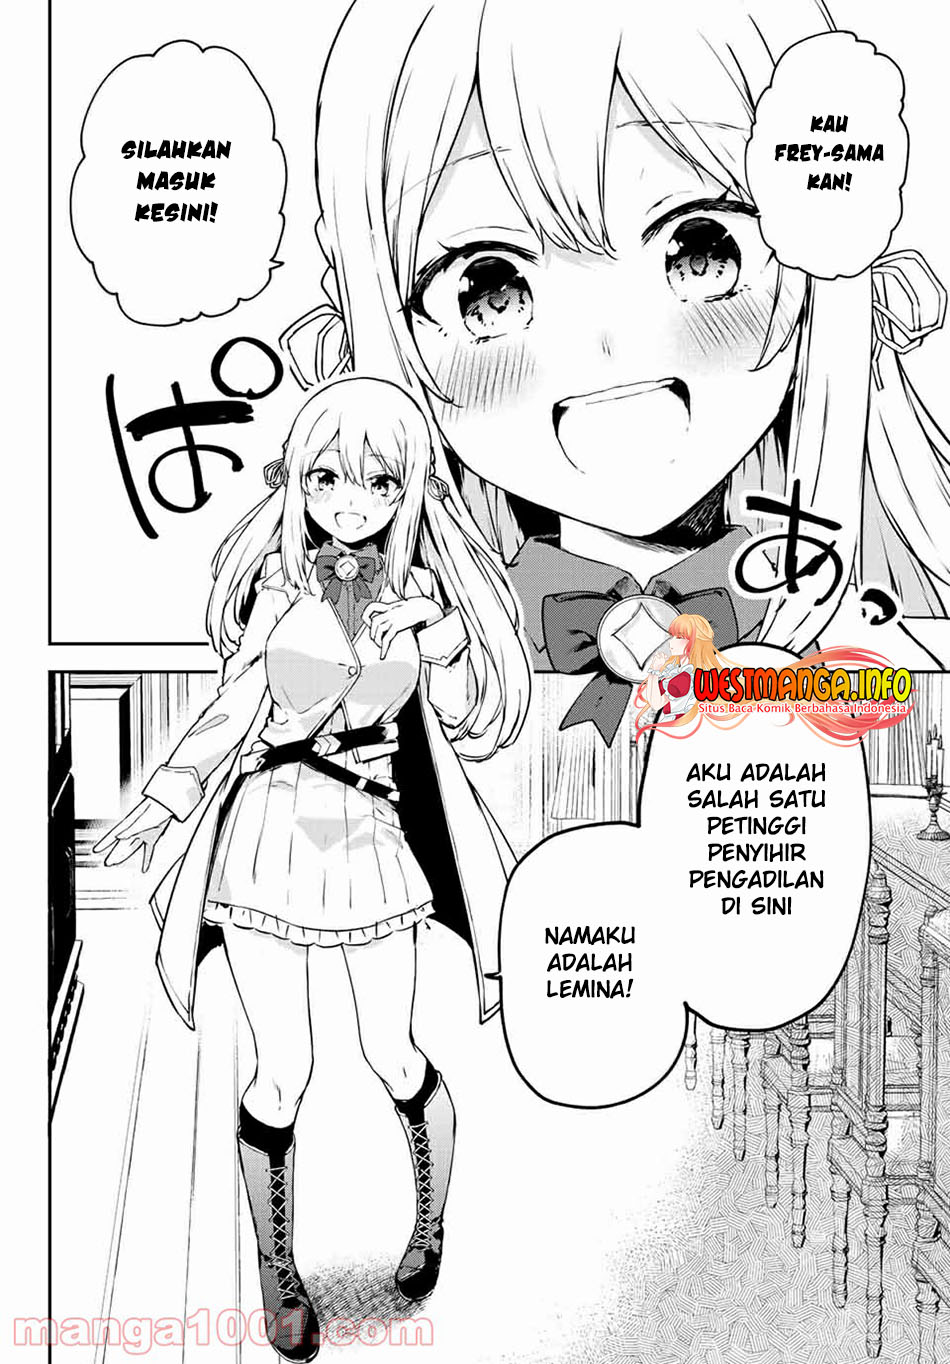 KAU
FREY-SAMA
KAN!
SILAHKAN
MASUK
KESINI!
ぱ
あっ
WESTMANGA.INFO
Situs Baca Komik Berbahasa Indonesia
AKU ADALAH
SALAH SATU
PETINGGI
PENYIHIR
PENGADILAN
DI SINI
NAMAKU
ADALAH
LEMINA!
manga1001.com